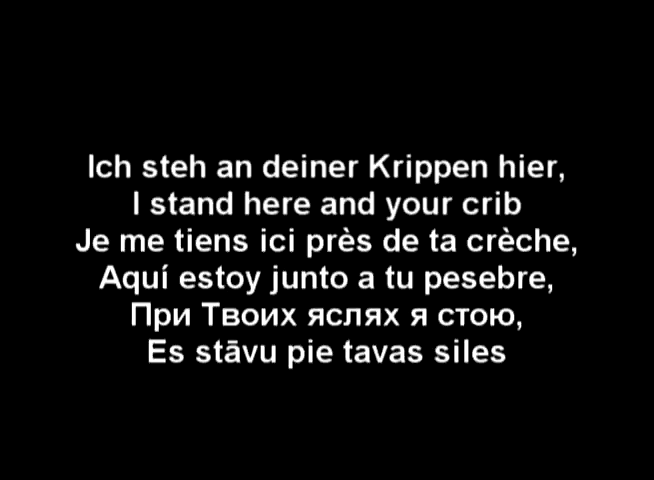 Ich steh an deiner Krippen hier,
I stand here and your crib
Je me tiens ici près de ta crèche,
Aquí estoy junto a tu pesebre,
При Твоих яслях я стою,
Es stāvu pie tavas siles